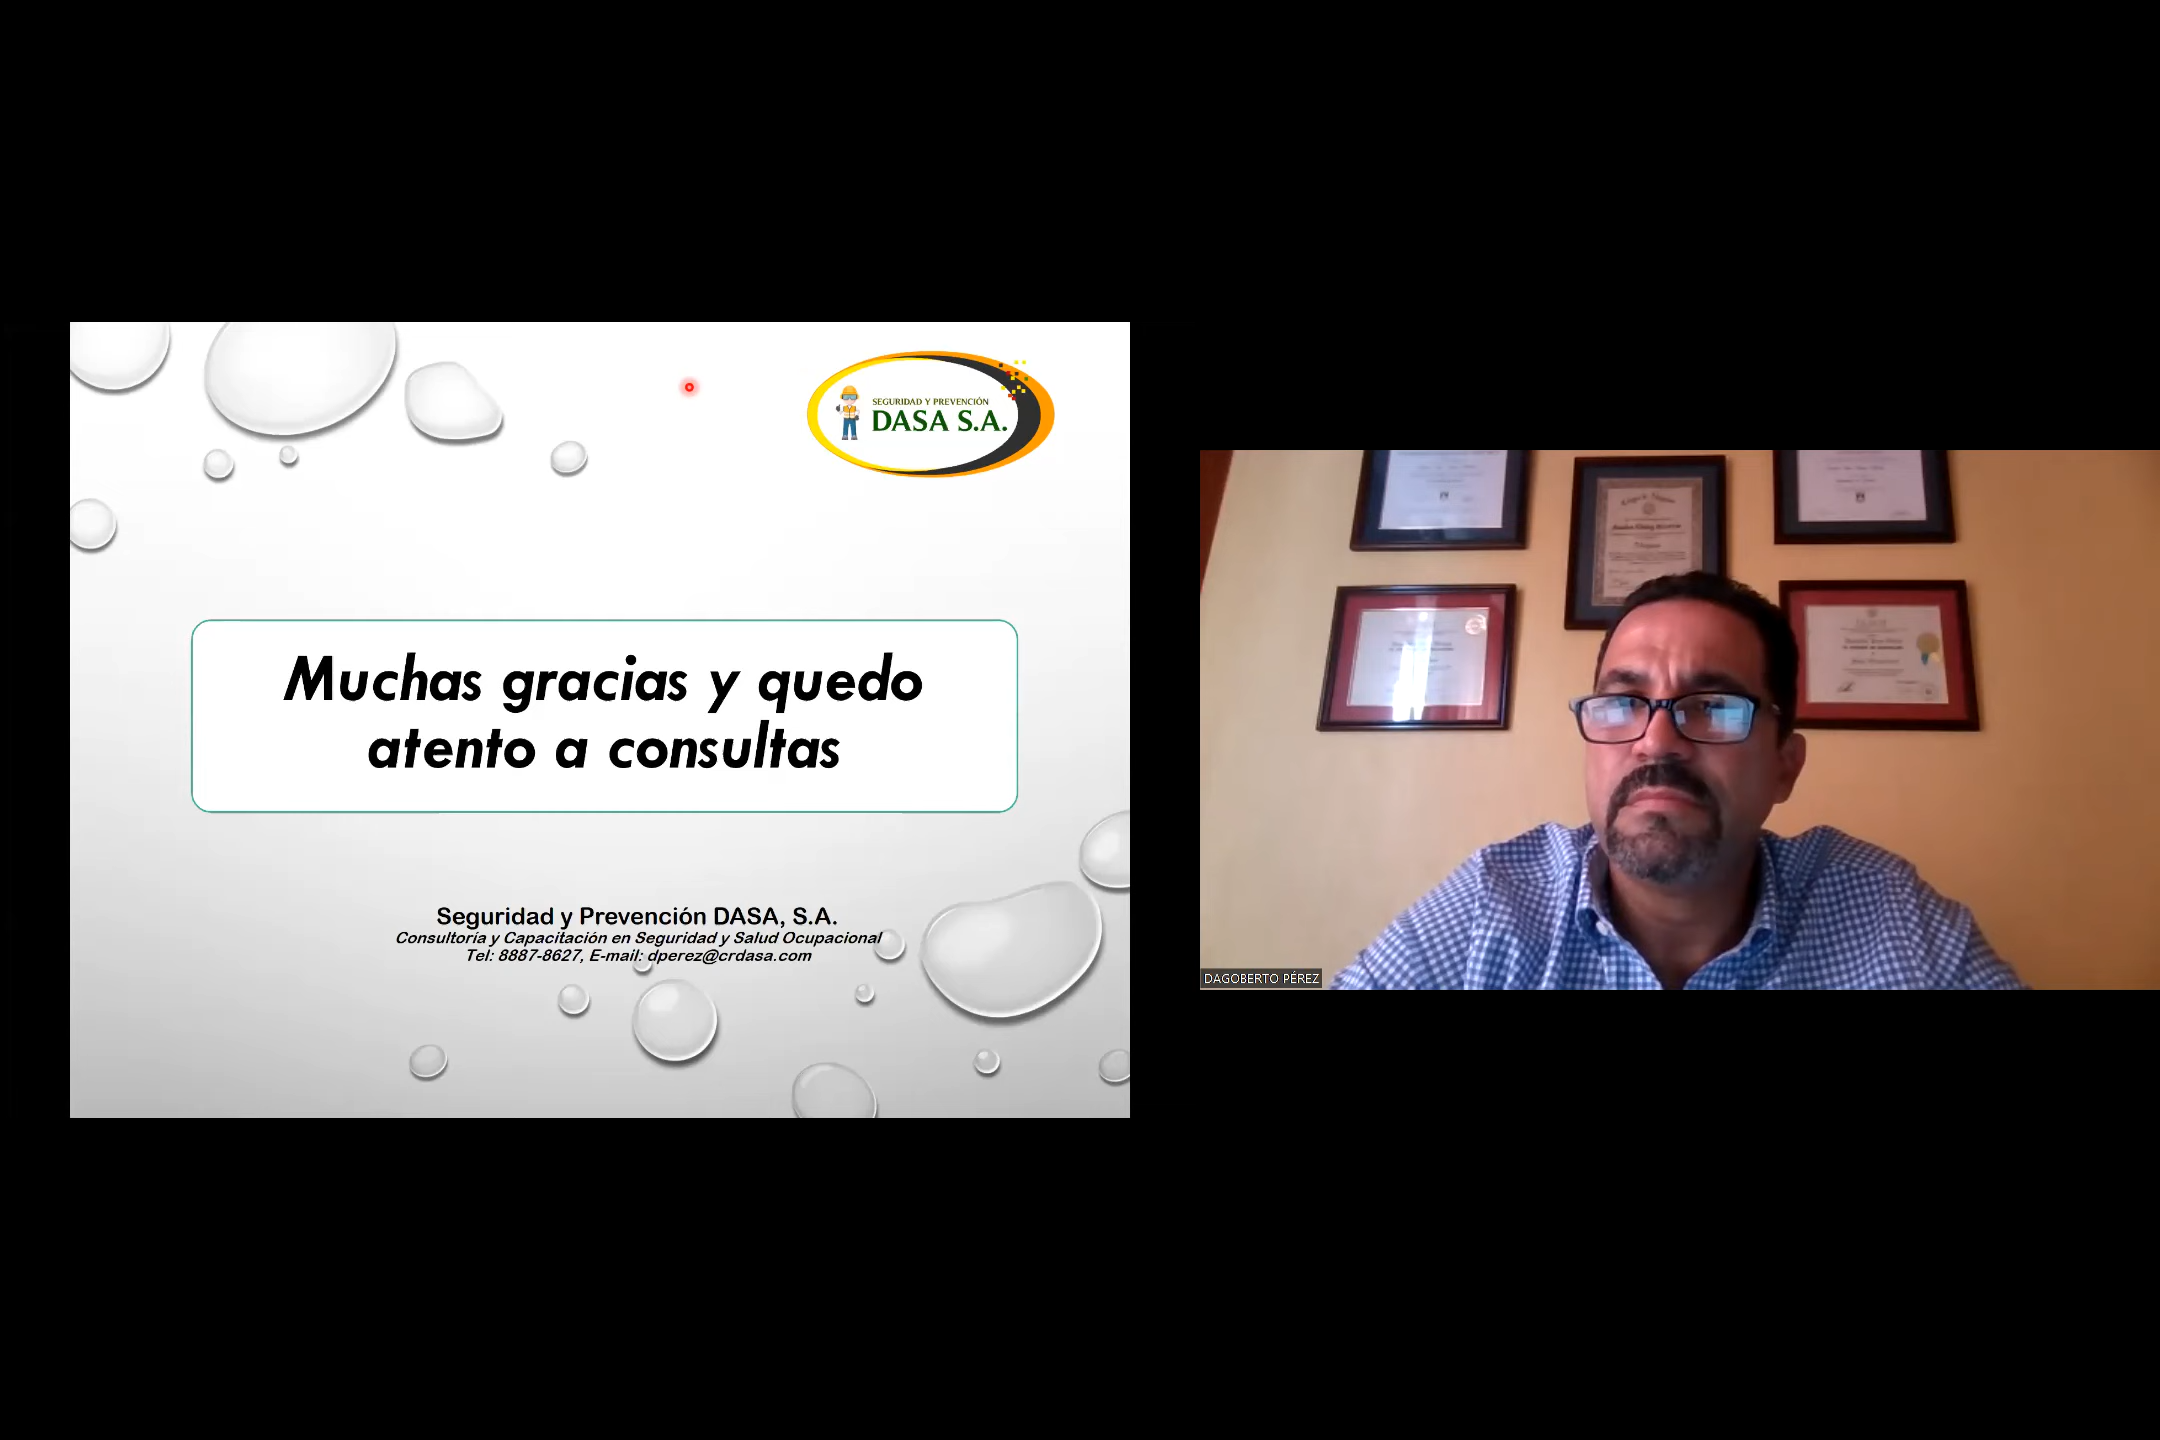 SEGURIDAD Y PREVENCIÓN
DASA S.A.
Muchas gracias y quedo
atento a consultas
Seguridad y Prevención DASA, S.A.
Consultoría y Capacitación en Seguridad y Salud Ocupacional
Tel: 8887-8627, E-mail: dperez@crdasa.com
DAGOBERTO PÉREZ